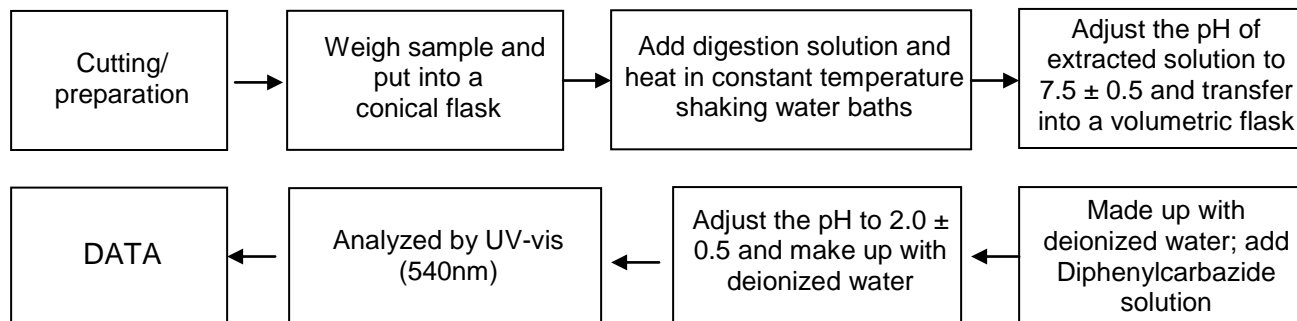 Cutting/
preparation
Weigh sample and
put into a
conical flask
Add digestion solution and
heat in constant temperature
shaking water baths
Adjust the pH of
extracted solution to
7.5 ± 0.5 and transfer
into a volumetric flask
Made up with
deionized water; add
Diphenylcarbazide
solution
Adjust the pH to 2.0 ±
0.5 and make up with
deionized water
Analyzed by UV-vis
(540nm)
DATA